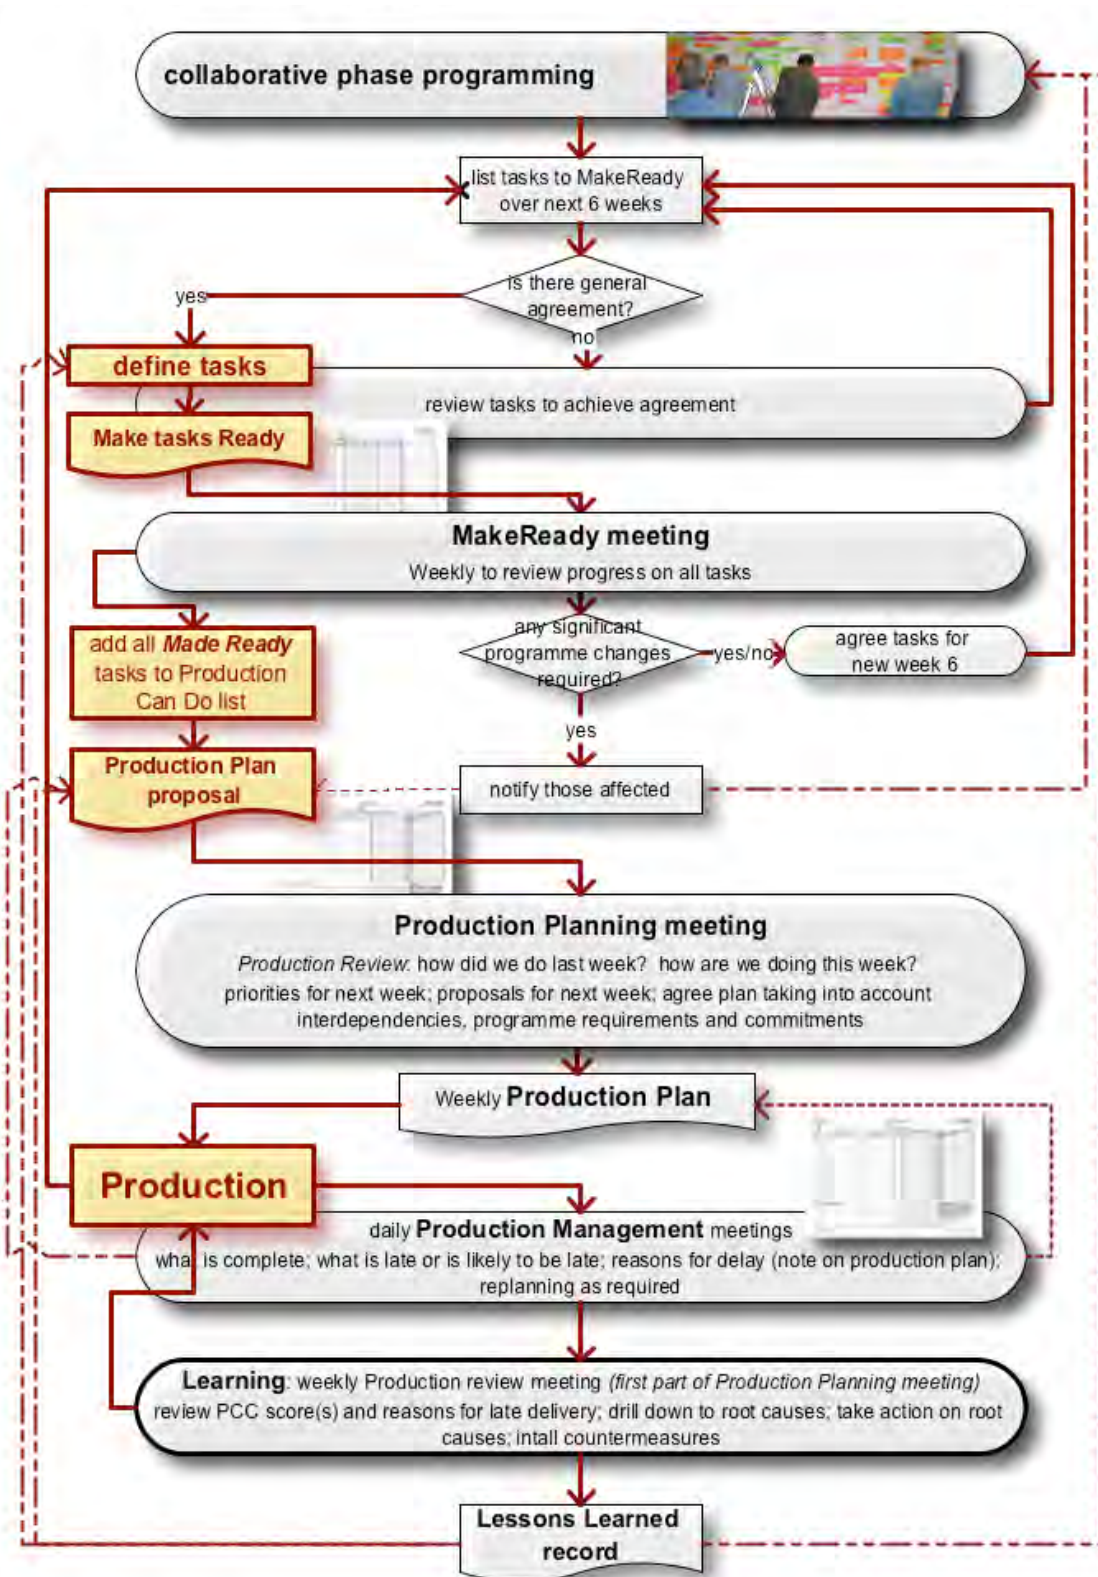 collaborative phase programming
list tasks to MakeReady
over next 6 weeks
is there general
agreement?
yes
no
define tasks
review tasks to achieve agreement
Make tasks Ready
MakeReady meeting
Weekly to review progress on all tasks
add all Made Ready
tasks to Production
Can Do list
any significant
programme changes
required?
yes/no
agree tasks for
new week 6
yes
Production Plan
proposal
notify those affected
Production Planning meeting
Production Review: how did we do last week? how are we doing this week?
priorities for next week; proposals for next week; agree plan taking into account
interdependencies, programme requirements and commitments
Weekly Production Plan
Production
daily Production Management meetings
what is complete; what is late or is likely to be late; reasons for delay (note on production plan);
replanning as required
Learning: weekly Production review meeting (first part of Production Planning meeting)
review PCC score(s) and reasons for late delivery; drill down to root causes; take action on root
causes; intall countermeasures
Lessons Learned
record